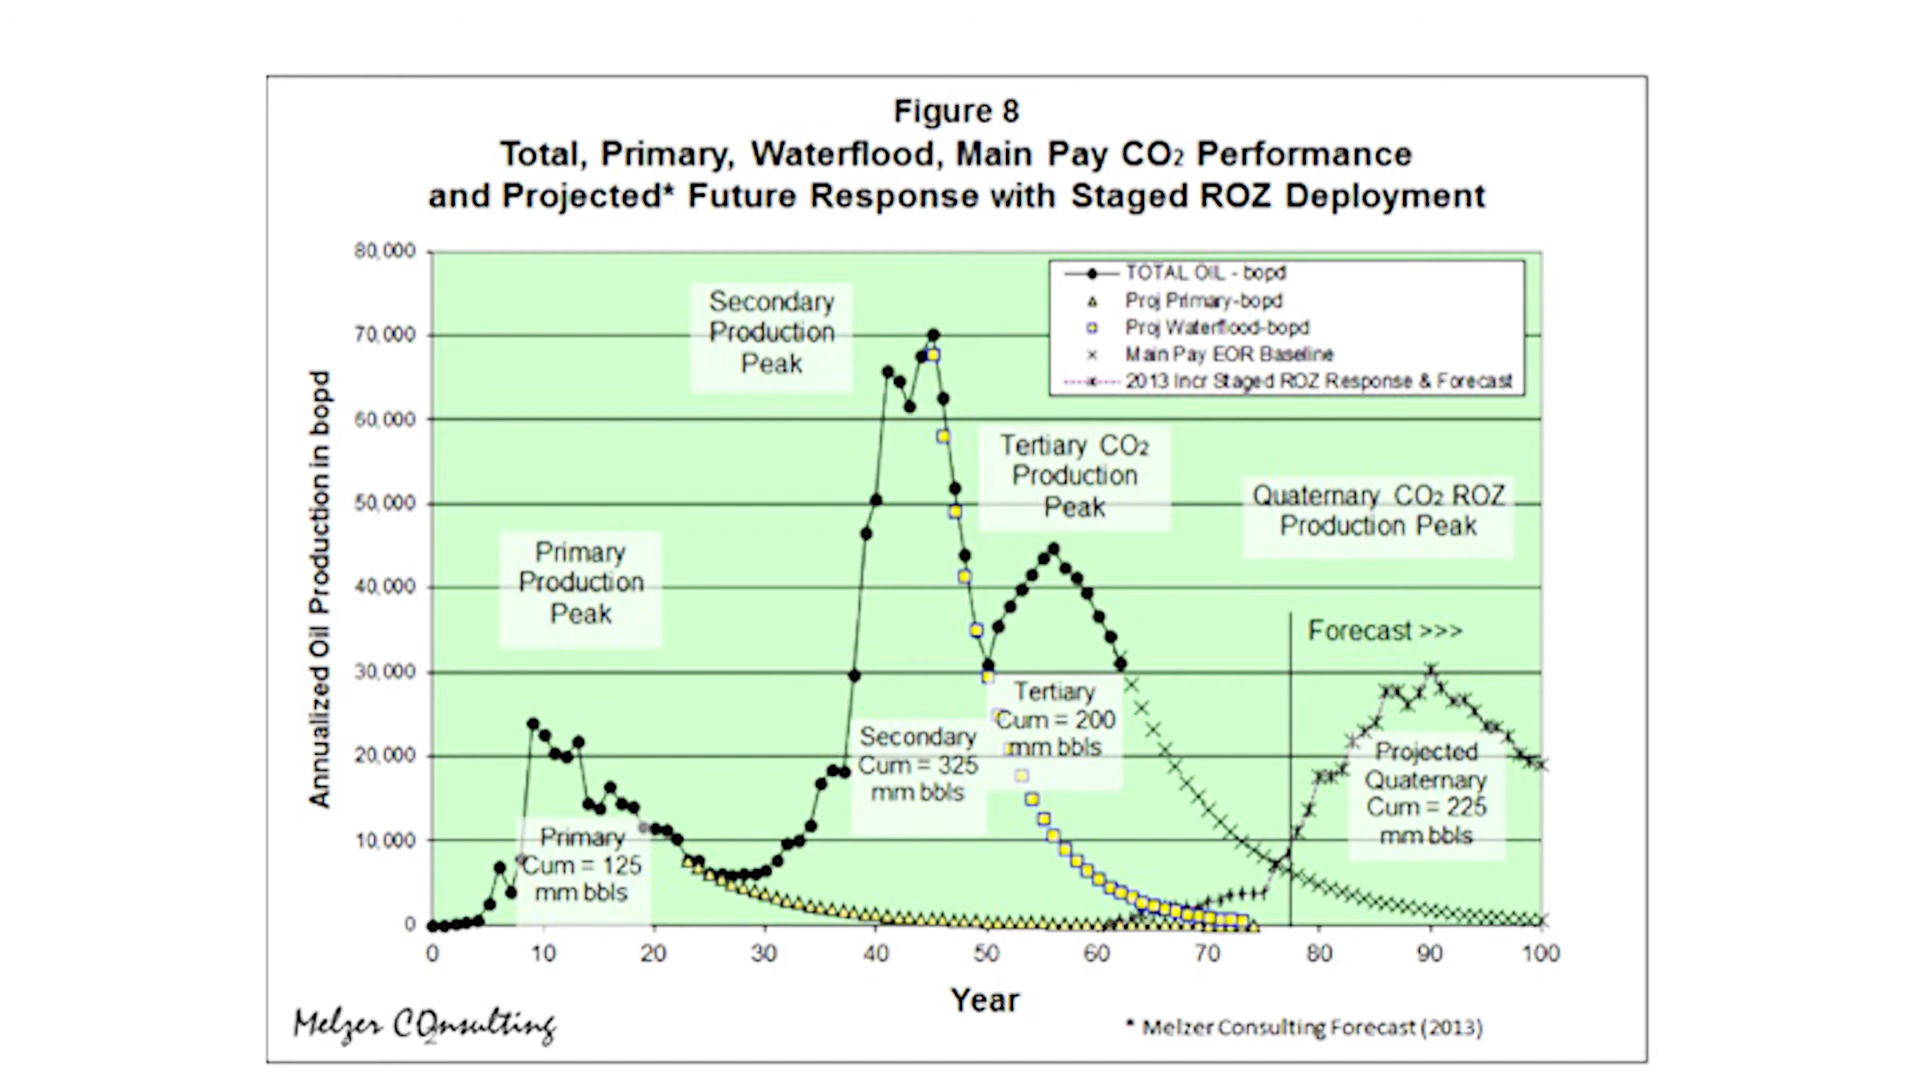 Figure 8
Total, Primary, Waterflood, Main Pay CO2 Performance
and Projected* Future Response with Staged ROZ Deployment
80,000
70,000
60,000
50,000
40,000
30,000
20,000
10,000
0
Annualized Oil Production in bopd
TOTAL OIL - bopd
Proj Primary-bopd
Proj Waterflood-bopd
Main Pay EOR Baseline
2013 Incr Staged ROZ Response & Forecast
Secondary
Production
Peak
Tertiary CO2
Production
Peak
Quaternary CO2 ROZ
Production Peak
Primary
Production
Peak
Forecast >>>
Tertiary
Cum = 200
mm bbls
Secondary
Cum = 325
mm bbls
Projected
Quaternary
Cum = 225
mm bbls
Primary
Cum = 125
mm bbls
0 10 20 30 40 50 60 70 80 90 100
Year
Melzer CO2nsulting
* Melzer Consulting Forecast (2013)